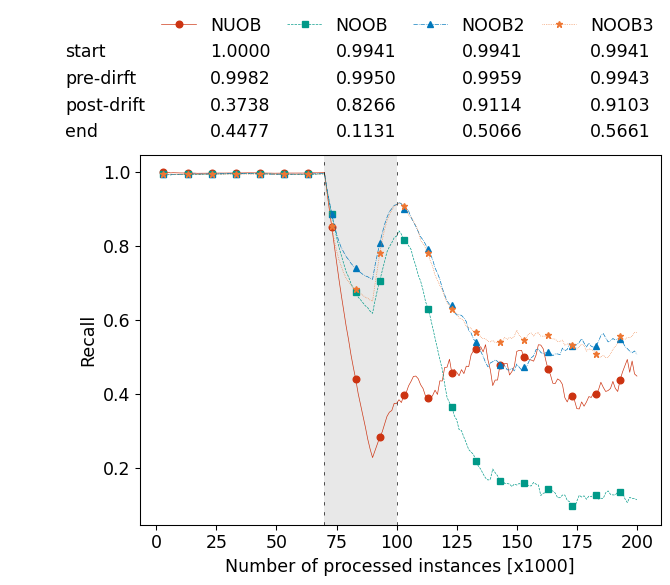 NUOB NOOB NOOB2 NOOB3
start 1.0000 0.9941 0.9941 0.9941
pre-dirft 0.9982 0.9950 0.9959 0.9943
post-drift 0.3738 0.8266 0.9114 0.9103
end 0.4477 0.1131 0.5066 0.5661
1.0
0.8
0.6
0.4
0.2
Recall
0 25 50 75 100 125 150 175 200
Number of processed instances [x1000]